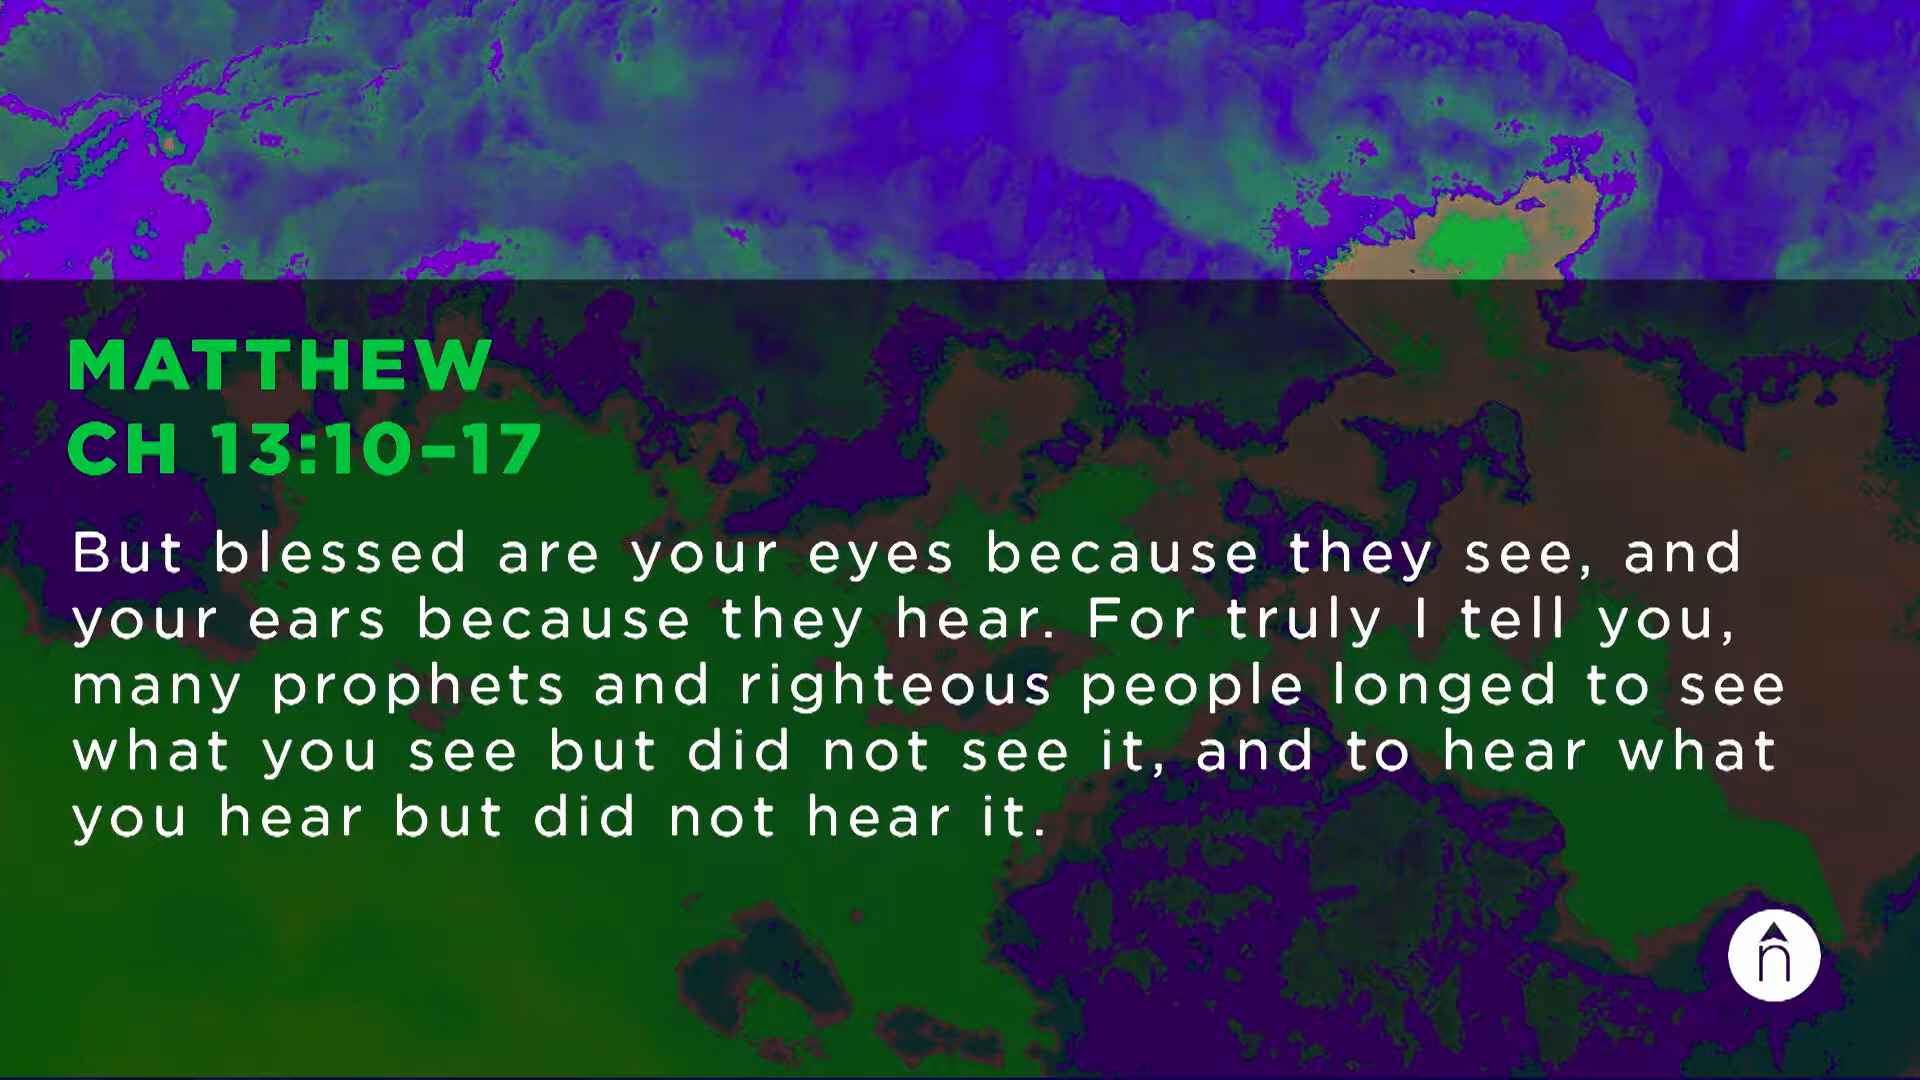 MATTHEW
CH 13:10–17
But blessed are your eyes because they see, and
your ears because they hear. For truly I tell you,
many prophets and righteous people longed to see
what you see but did not see it, and to hear what
you hear but did not hear it.
n